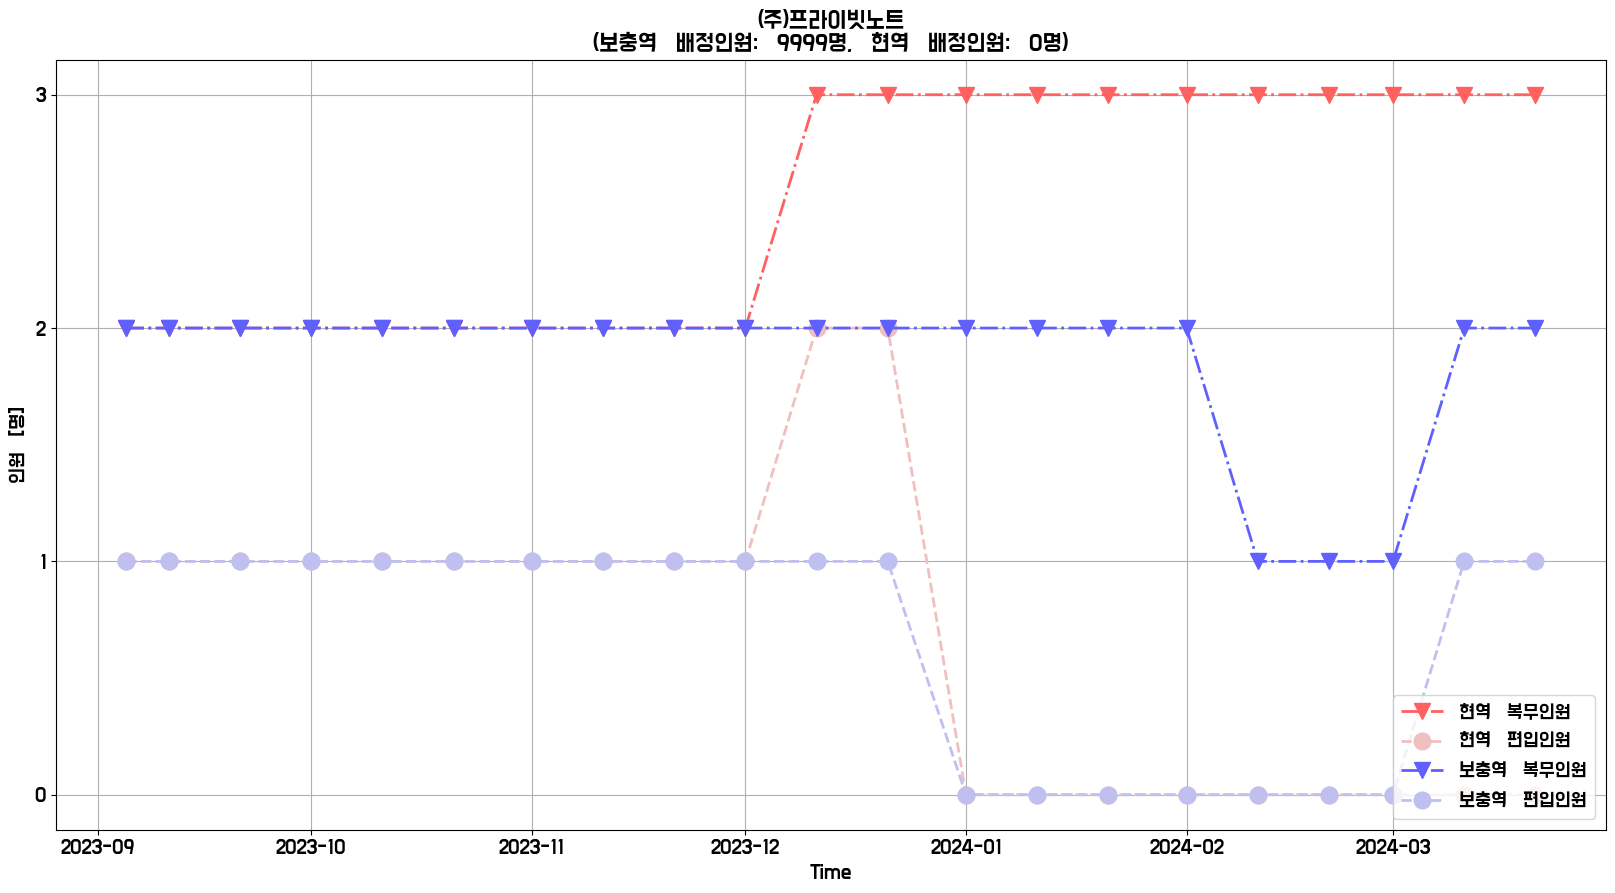 (주)프라이빗노트
(보충역 배정인원: 9999명, 현역 배정인원: 0명)
인원 [명]
3
2
1
0
현역 복무인원
현역 편입인원
보충역 복무인원
보충역 편입인원
2023-09 2023-10 2023-11 2023-12 2024-01 2024-02 2024-03
Time